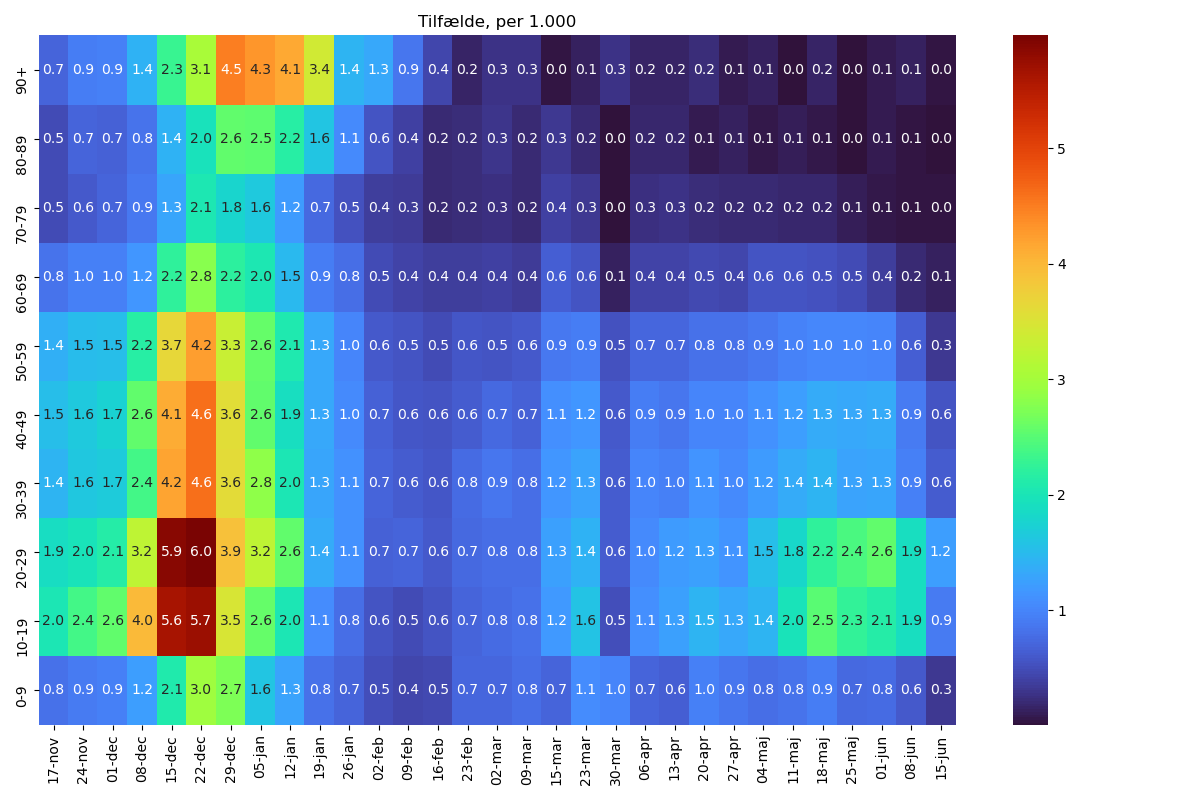 Tilfælde, per 1.000
90+ 0.7 0.9 0.9 1.4 2.3 3.1 4.5 4.3 4.1 3.4 1.4 1.3 0.9 0.4 0.2 0.3 0.3 0.0 0.1 0.3 0.2 0.2 0.2 0.1 0.1 0.0 0.2 0.0 0.1 0.1 0.0
80-89 0.5 0.7 0.7 0.8 1.4 2.0 2.6 2.5 2.2 1.6 1.1 0.6 0.4 0.2 0.2 0.3 0.2 0.3 0.2 0.0 0.2 0.2 0.1 0.1 0.1 0.1 0.1 0.0 0.1 0.1 0.0
70-79 0.5 0.6 0.7 0.9 1.3 2.1 1.8 1.6 1.2 0.7 0.5 0.4 0.3 0.2 0.2 0.3 0.2 0.4 0.3 0.0 0.3 0.3 0.2 0.2 0.2 0.2 0.2 0.1 0.1 0.1 0.0
60-69 0.8 1.0 1.0 1.2 2.2 2.8 2.2 2.0 1.5 0.9 0.8 0.5 0.4 0.4 0.4 0.4 0.4 0.6 0.6 0.1 0.4 0.4 0.5 0.4 0.6 0.6 0.5 0.5 0.4 0.2 0.1
50-59 1.4 1.5 1.5 2.2 3.7 4.2 3.3 2.6 2.1 1.3 1.0 0.6 0.5 0.5 0.6 0.5 0.6 0.9 0.9 0.5 0.7 0.7 0.8 0.8 0.9 1.0 1.0 1.0 1.0 0.6 0.3
40-49 1.5 1.6 1.7 2.6 4.1 4.6 3.6 2.6 1.9 1.3 1.0 0.7 0.6 0.6 0.6 0.7 0.7 1.1 1.2 0.6 0.9 0.9 1.0 1.0 1.1 1.2 1.3 1.3 1.3 0.9 0.6
30-39 1.4 1.6 1.7 2.4 4.2 4.6 3.6 2.8 2.0 1.3 1.1 0.7 0.6 0.6 0.8 0.9 0.8 1.2 1.3 0.6 1.0 1.0 1.1 1.0 1.2 1.4 1.4 1.3 1.3 0.9 0.6
20-29 1.9 2.0 2.1 3.2 5.9 6.0 3.9 3.2 2.6 1.4 1.1 0.7 0.7 0.6 0.7 0.8 0.8 1.3 1.4 0.6 1.0 1.2 1.3 1.1 1.5 1.8 2.2 2.4 2.6 1.9 1.2
10-19 2.0 2.4 2.6 4.0 5.6 5.7 3.5 2.6 2.0 1.1 0.8 0.6 0.5 0.6 0.7 0.8 0.8 1.2 1.6 0.5 1.1 1.3 1.5 1.3 1.4 2.0 2.5 2.3 2.1 1.9 0.9
0-9 0.8 0.9 0.9 1.2 2.1 3.0 2.7 1.6 1.3 0.8 0.7 0.5 0.4 0.5 0.7 0.7 0.8 0.7 1.1 1.0 0.7 0.6 1.0 0.9 0.8 0.8 0.9 0.7 0.8 0.6 0.3
17-nov 24-nov 01-dec 08-dec 15-dec 22-dec 29-dec 05-jan 12-jan 19-jan 26-jan 02-feb 09-feb 16-feb 23-feb 02-mar 09-mar 15-mar 23-mar 30-mar 06-apr 13-apr 20-apr 27-apr 04-maj 11-maj 18-maj 25-maj 01-jun 08-jun 15-jun
5
4
3
2
1